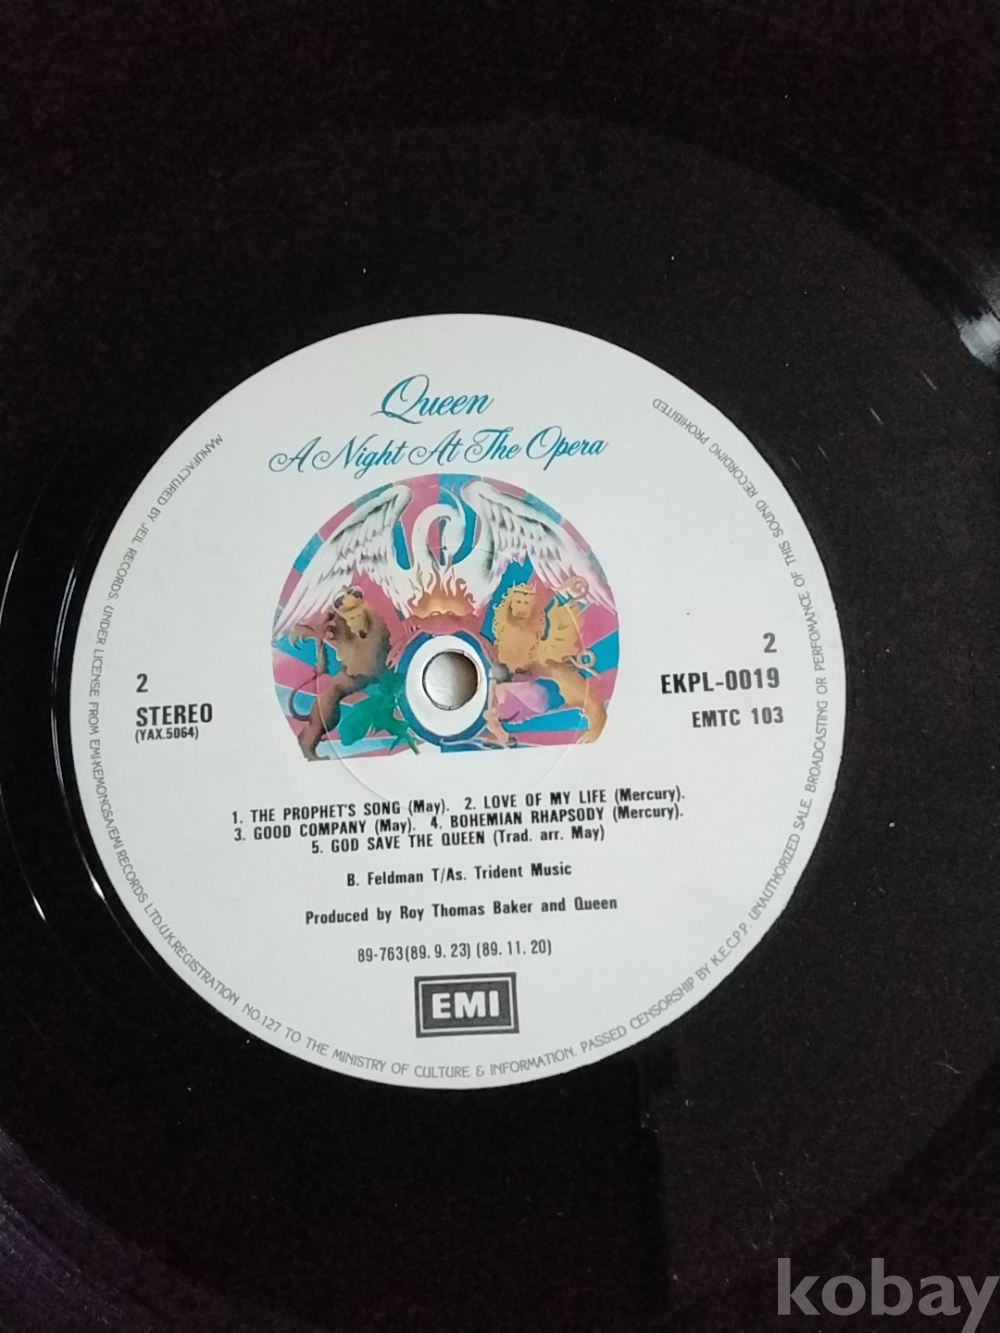 Queen
A Night At The Opera
2
STEREO
(YAX.5064)
2
EKPL-0019
EMTC 103
1. THE PROPHET'S SONG (May). 2. LOVE OF MY LIFE (Mercury).
3. GOOD COMPANY (May). 4. BOHEMIAN RHAPSODY (Mercury).
5. GOD SAVE THE QUEEN (Trad. arr. May)
B. Feldman T/As. Trident Music
Produced by Roy Thomas Baker and Queen
89-763(89. 9. 23) (89. 11. 20)
EMI
MANUFACTURED BY JEIL RECORDS, UNDER LICENSE FROM EMI-KEMONGSA/EMI RECORDS LTD.U.K.REGISTRATION NO.127 TO THE MINISTRY OF CULTURE & INFORMATION. PASSED CENSORSHIP BY K.E.C.P.P. UNAUTHORIZED SALE, BROADCASTING OR PERFOMANCE OF THIS SOUND RECORDING PROHIBITED
kobay